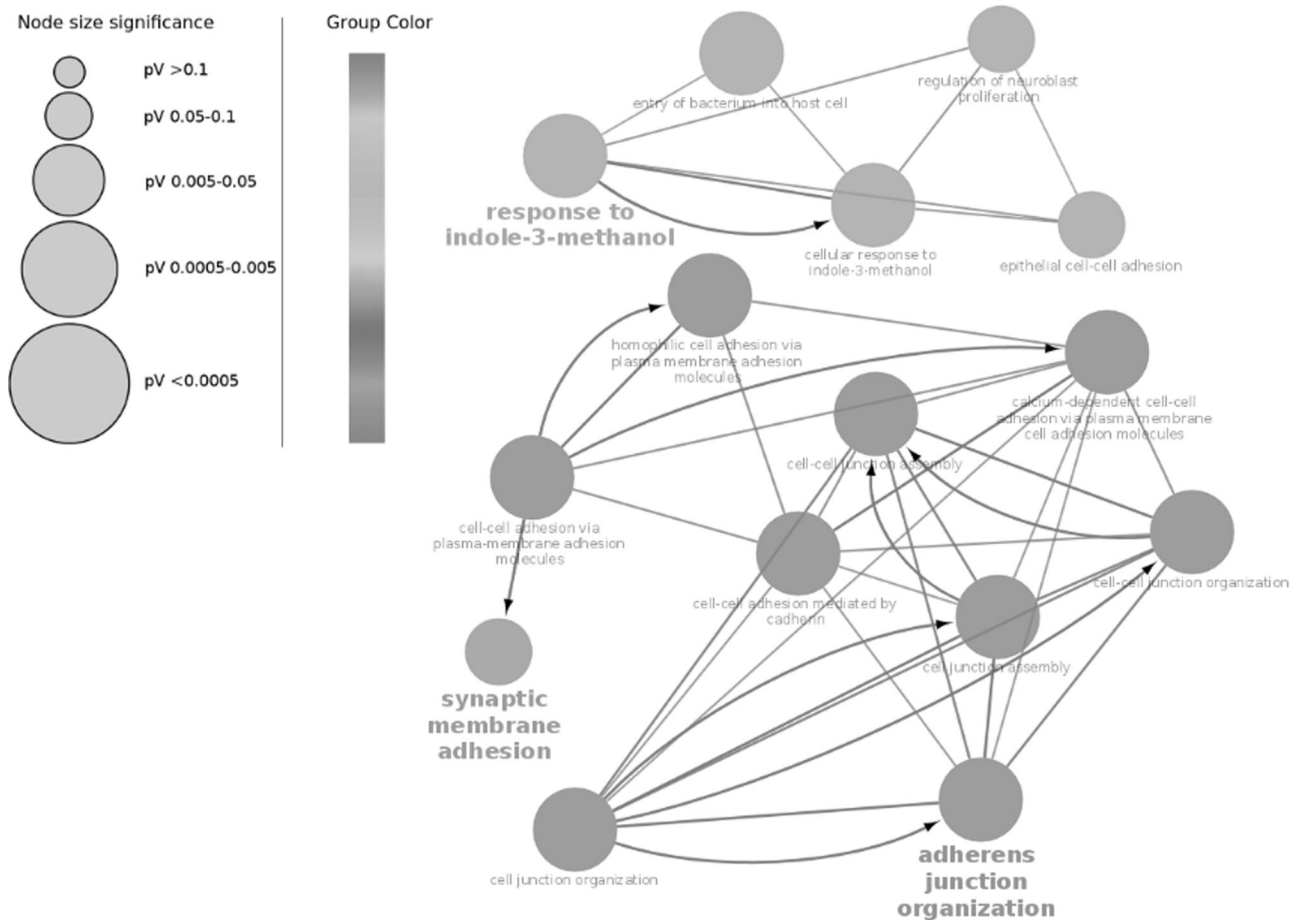 Node size significance
pV >0.1
pV 0.05-0.1
pV 0.005-0.05
pV 0.0005-0.005
pV <0.0005
Group Color
entry of bacterium into host cell
regulation of neuroblast
proliferation
response to
indole-3-methanol
cellular response to
indole-3-methanol
epithelial cell-cell adhesion
homophilic cell adhesion via
plasma membrane adhesion
molecules
calcium-dependent cell-cell
adhesion via plasma membrane
cell adhesion molecules
cell-cell junction assembly
cell-cell adhesion via
plasma-membrane adhesion
molecules
cell-cell adhesion mediated by
cadherin
cell-cell junction organization
cell junction assembly
synaptic
membrane
adhesion
cell junction organization
adherens
junction
organization